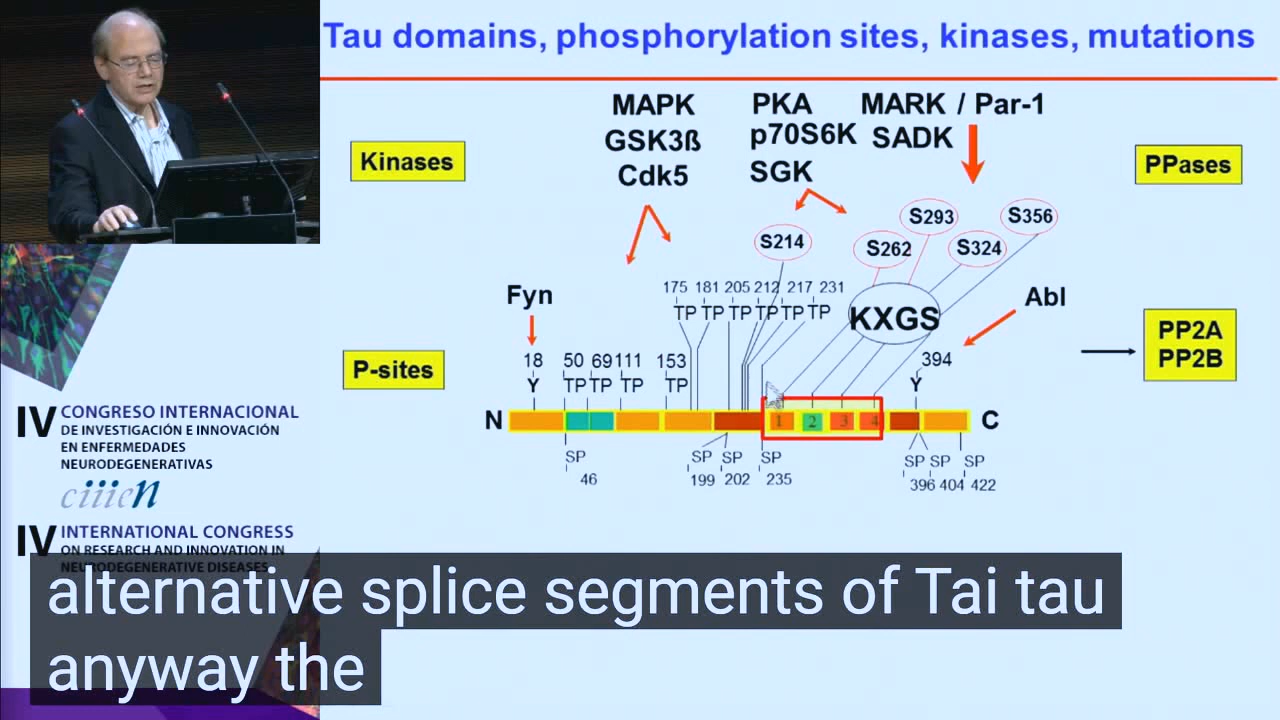 Tau domains, phosphorylation sites, kinases, mutations
MAPK
GSK3ß
Cdk5
PKA
p70S6K
SGK
MARK / Par-1
SADK
Kinases
PPases
S214
S262
S293
S324
S356
Fyn
175 181 205 212 217 231
TP TP TP TP TP TP
KXGS
Abl
PP2A
PP2B
P-sites
18 50 69 111 153
Y TP TP TP TP
394
Y
N
1 2 3 4
C
SP
46
SP SP SP
199 202 235
SP SP SP
396 404 422
IV CONGRESO INTERNACIONAL
DE INVESTIGACIÓN E INNOVACIÓN
EN ENFERMEDADES
NEURODEGENERATIVAS
ciiien
IV INTERNATIONAL CONGRESS
ON RESEARCH AND INNOVATION IN
NEURODEGENERATIVE DISEASES
alternative splice segments of Tai tau
anyway the